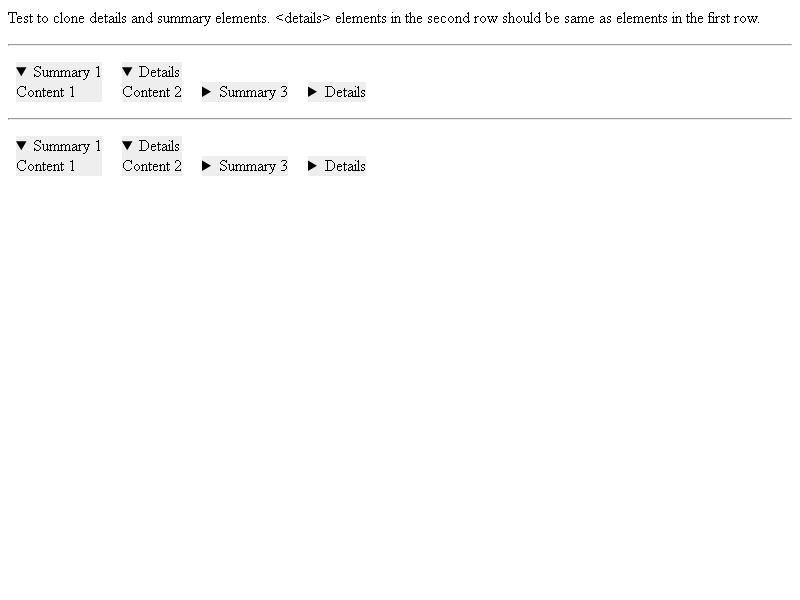 Test to clone details and summary elements. <details> elements in the second row should be same as elements in the first row.
▼ Summary 1 ▼ Details
Content 1 Content 2 ▶ Summary 3 ▶ Details
▼ Summary 1 ▼ Details
Content 1 Content 2 ▶ Summary 3 ▶ Details